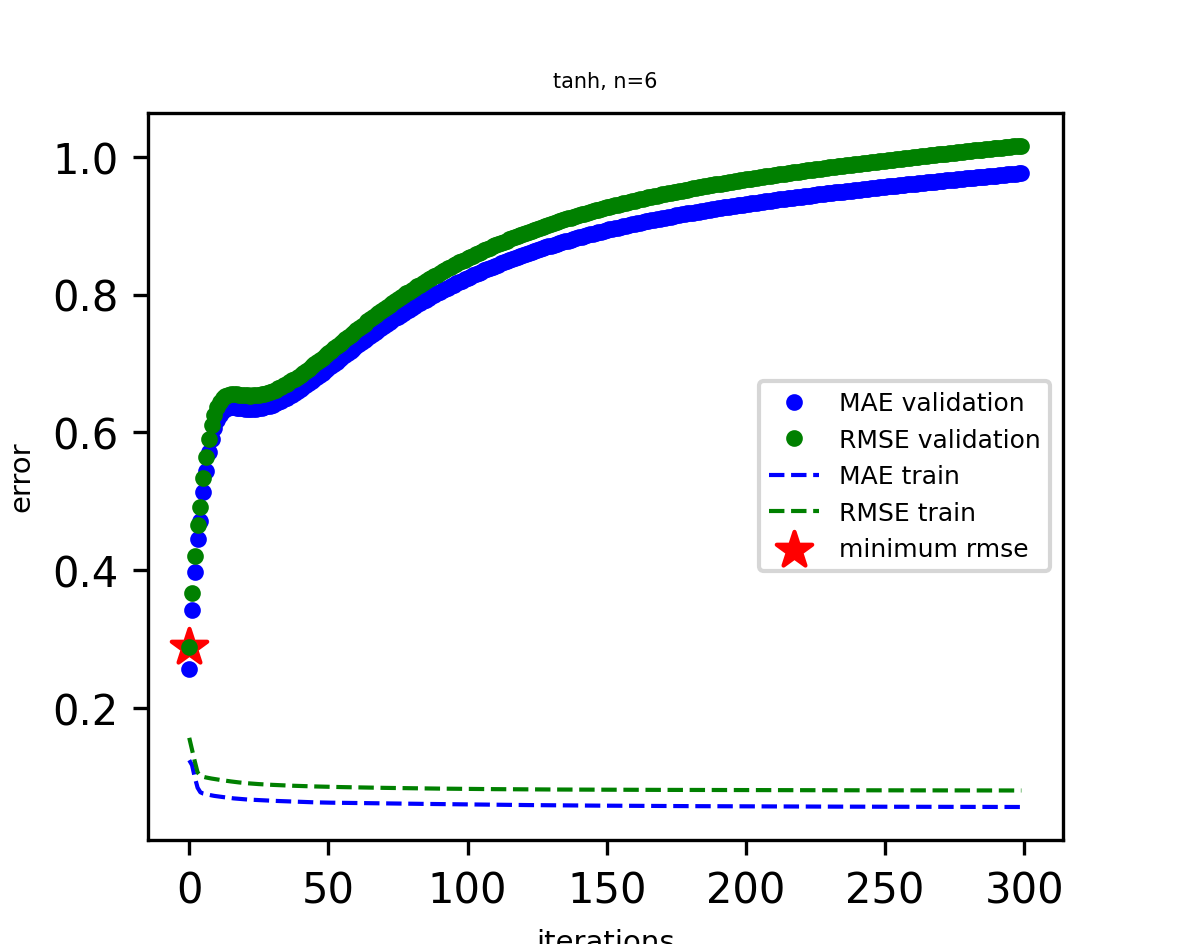 tanh, n=6
1.0
0.8
0.6
0.4
0.2
error
MAE validation
RMSE validation
MAE train
RMSE train
minimum rmse
0 50 100 150 200 250 300
iterations